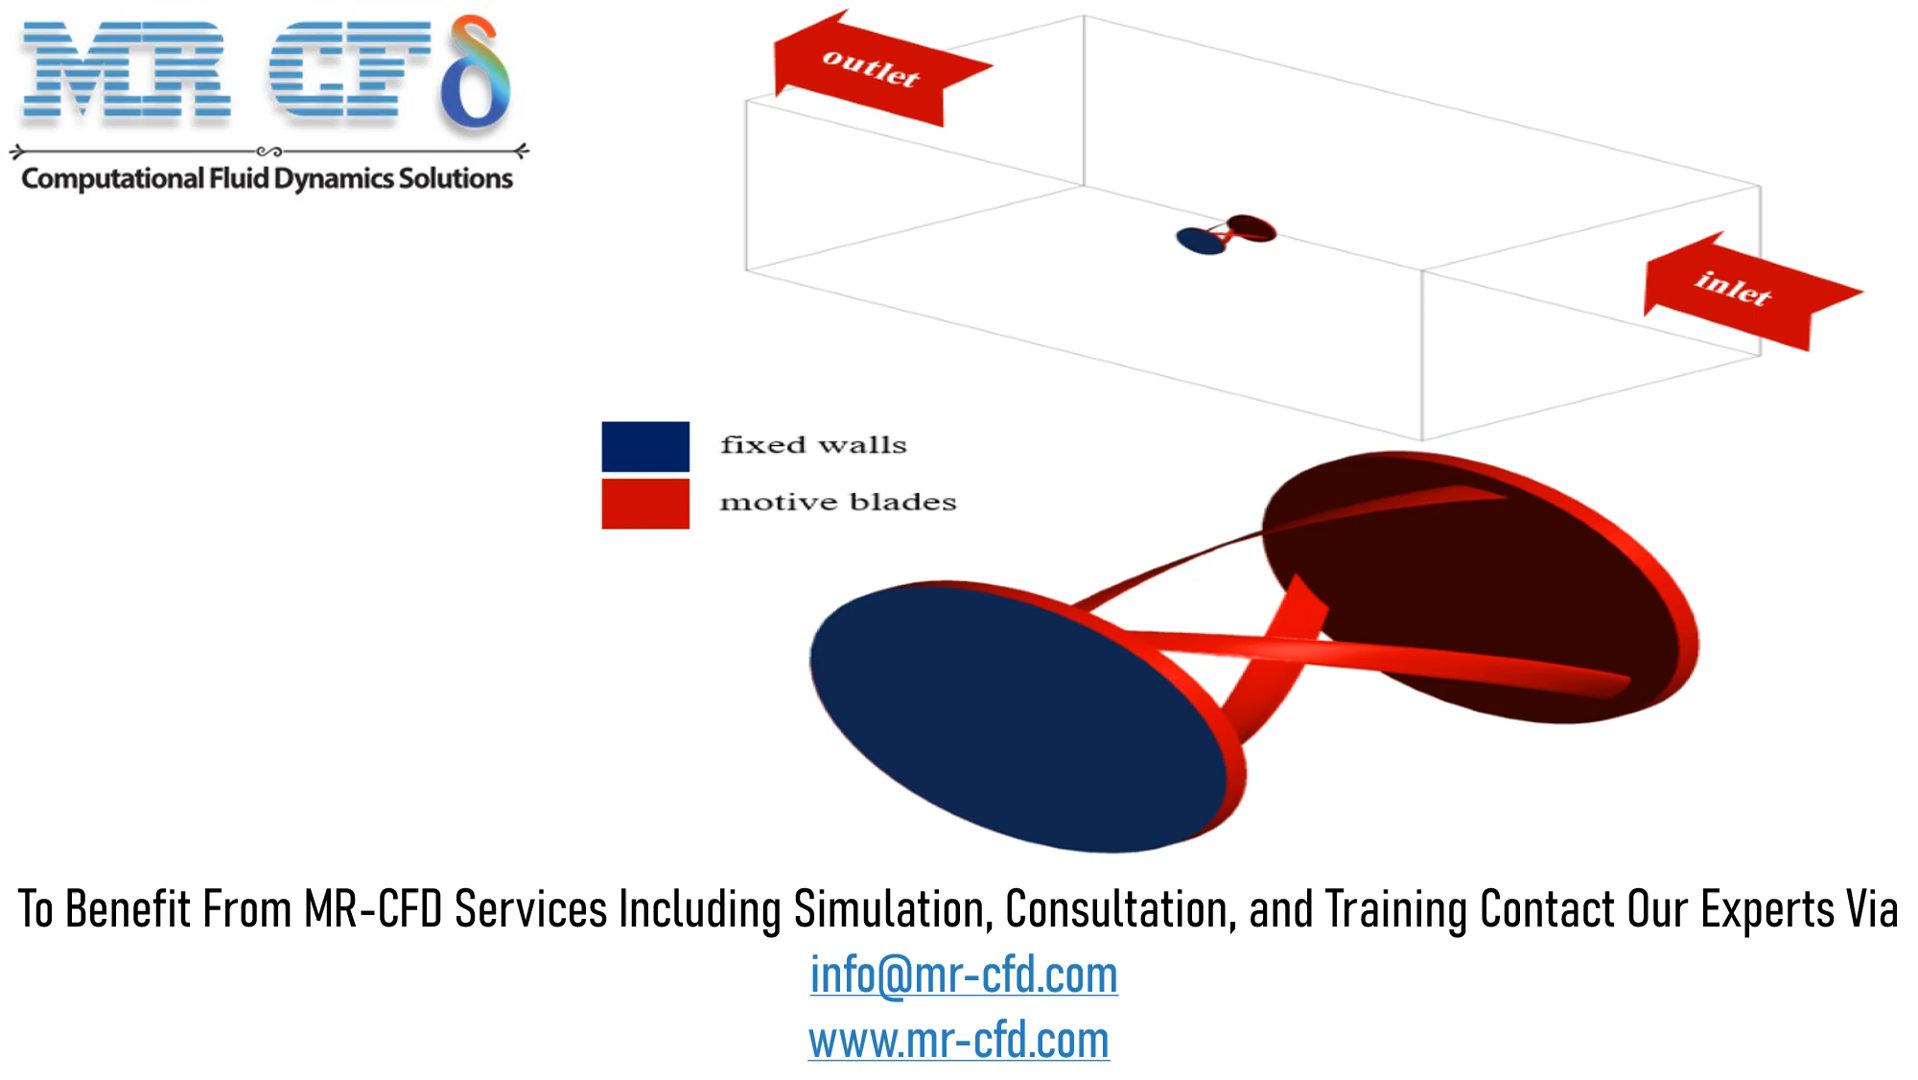 MR CFδ
Computational Fluid Dynamics Solutions
outlet
inlet
fixed walls
motive blades
To Benefit From MR-CFD Services Including Simulation, Consultation, and Training Contact Our Experts Via
info@mr-cfd.com
www.mr-cfd.com